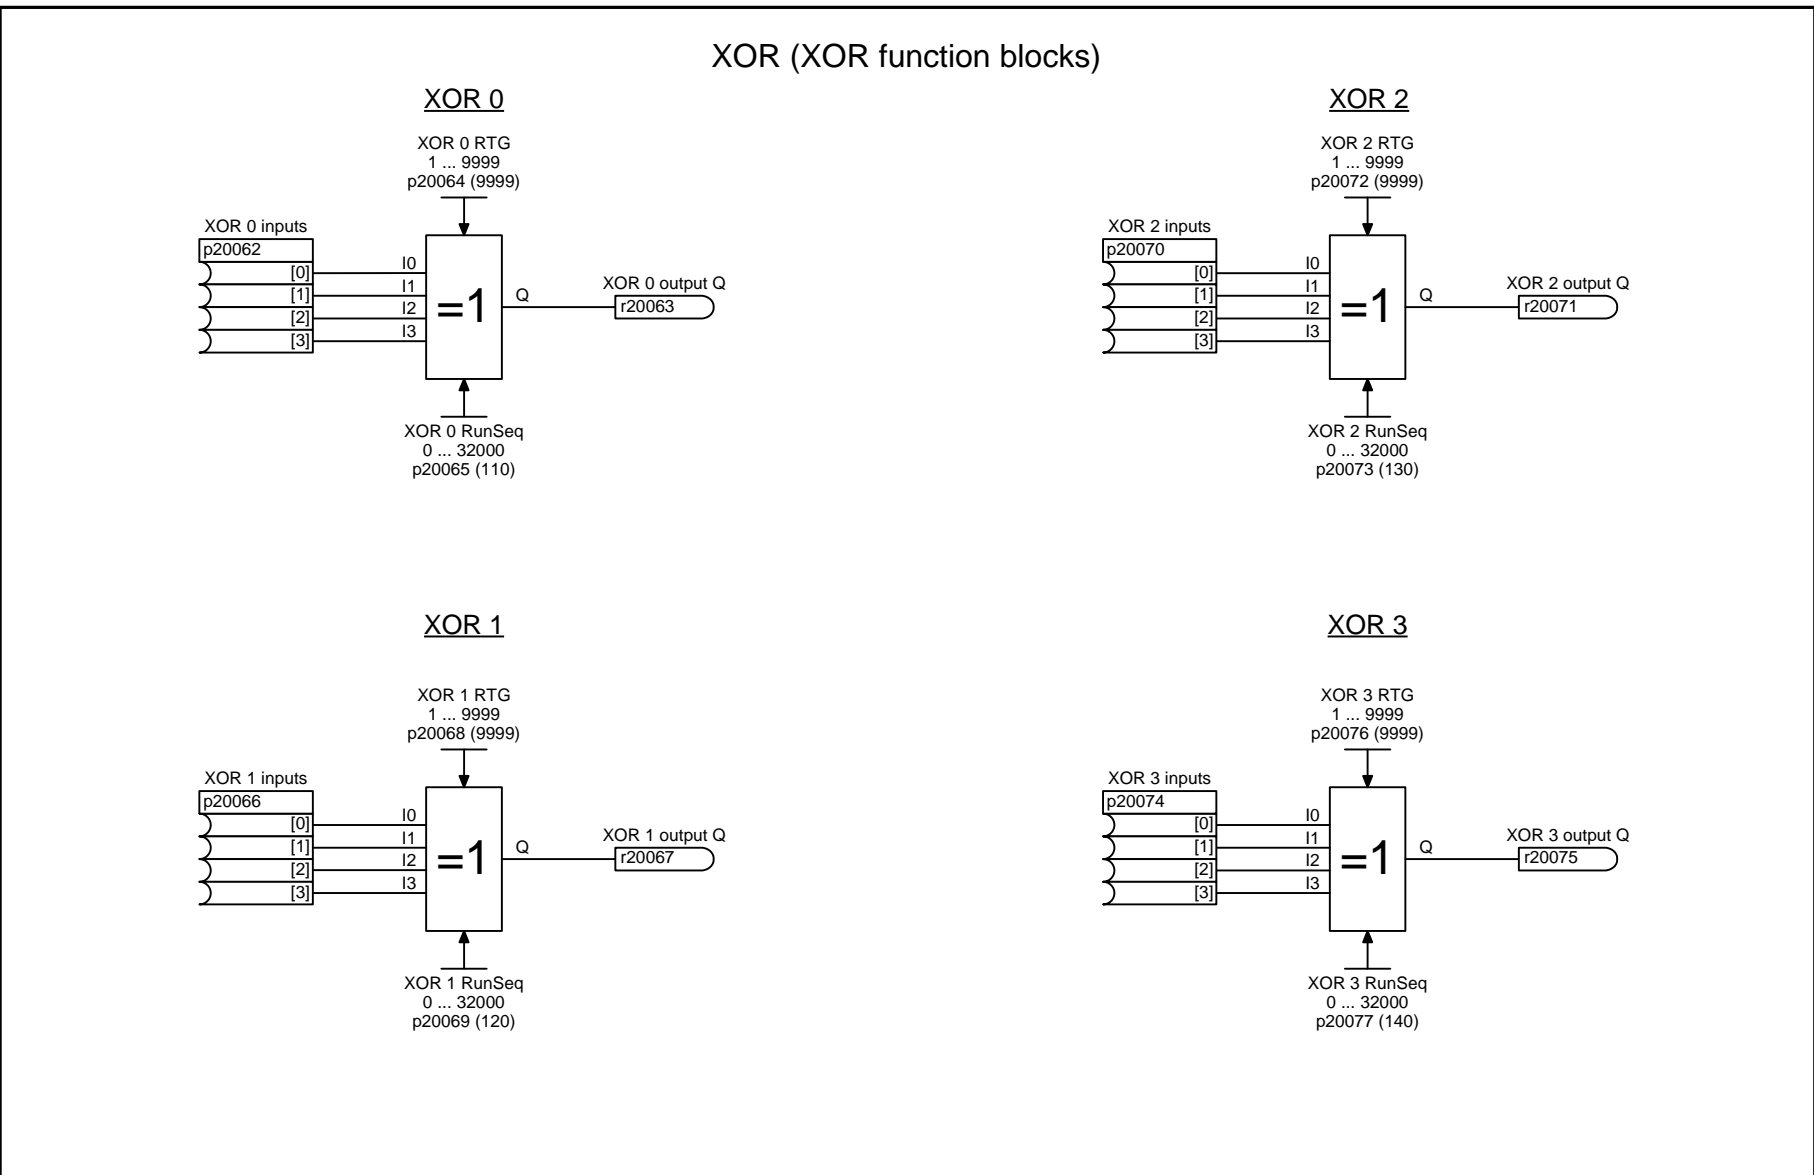 XOR (XOR function blocks)
XOR 0
XOR 0 RTG
1 ... 9999
p20064 (9999)
XOR 0 inputs
p20062
[0]
[1]
[2]
[3]
I0
I1
I2
I3
=1
Q
XOR 0 output Q
r20063
XOR 0 RunSeq
0 ... 32000
p20065 (110)
XOR 2
XOR 2 RTG
1 ... 9999
p20072 (9999)
XOR 2 inputs
p20070
[0]
[1]
[2]
[3]
I0
I1
I2
I3
=1
Q
XOR 2 output Q
r20071
XOR 2 RunSeq
0 ... 32000
p20073 (130)
XOR 1
XOR 1 RTG
1 ... 9999
p20068 (9999)
XOR 1 inputs
p20066
[0]
[1]
[2]
[3]
I0
I1
I2
I3
=1
Q
XOR 1 output Q
r20067
XOR 1 RunSeq
0 ... 32000
p20069 (120)
XOR 3
XOR 3 RTG
1 ... 9999
p20076 (9999)
XOR 3 inputs
p20074
[0]
[1]
[2]
[3]
I0
I1
I2
I3
=1
Q
XOR 3 output Q
r20075
XOR 3 RunSeq
0 ... 32000
p20077 (140)